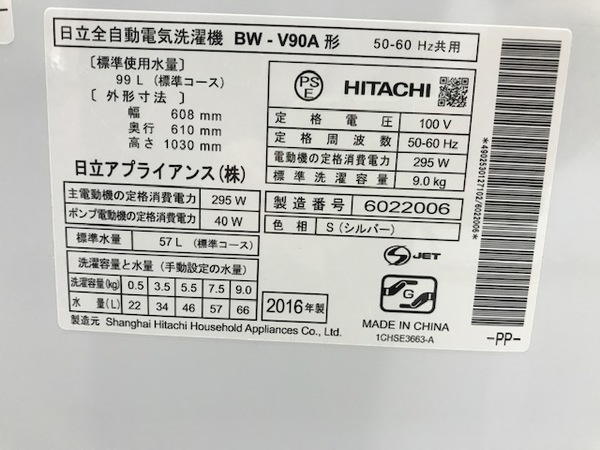 日立全自動電気洗濯機 BW-V90A 形 50-60 Hz共用
〔標準使用水量〕
99 L (標準コース)
〔外形寸法〕
幅 608 mm
奥行 610 mm
高さ 1030 mm
日立アプライアンス(株)
主電動機の定格消費電力 295 W
ポンプ電動機の定格消費電力 40 W
標準水量 57 L (標準コース)
洗濯容量と水量 (手動設定の水量)
洗濯容量(kg) 0.5 3.5 5.5 7.5 9.0
水量(L) 22 34 46 57 66
製造元 Shanghai Hitachi Household Appliances Co., Ltd.
PS
E
HITACHI
定格電圧 100 V
定格周波数 50-60 Hz
電動機の定格消費電力 295 W
標準洗濯容量 9.0kg
製造番号 6022006
色相 S (シルバー)
S JET
2016年製
G
MADE IN CHINA
1CHSE3663-A
*4902530127102/6022006*
-PP-